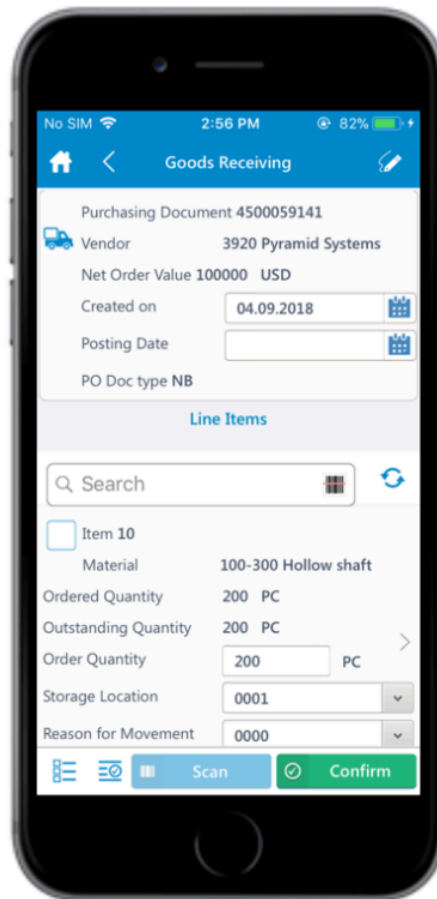 No SIM 2:56 PM 82%
Goods Receiving
Purchasing Document 4500059141
Vendor 3920 Pyramid Systems
Net Order Value 100000 USD
Created on 04.09.2018
Posting Date
PO Doc type NB
Line Items
Search
Item 10
Material 100-300 Hollow shaft
Ordered Quantity 200 PC
Outstanding Quantity 200 PC
Order Quantity 200 PC
Storage Location 0001
Reason for Movement 0000
Scan Confirm